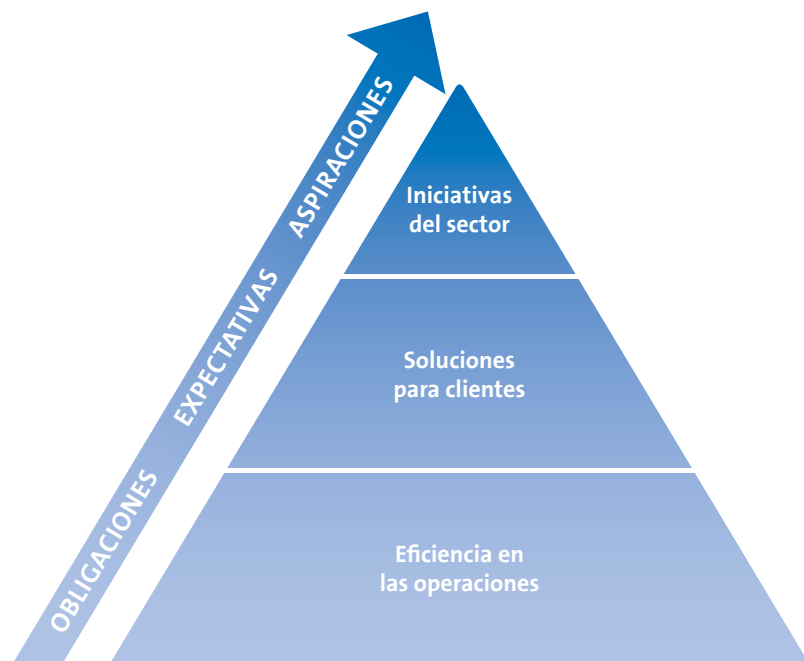 ASPIRACIONES
EXPECTATIVAS
OBLIGACIONES
Iniciativas
del sector
Soluciones
para clientes
Eficiencia en
las operaciones